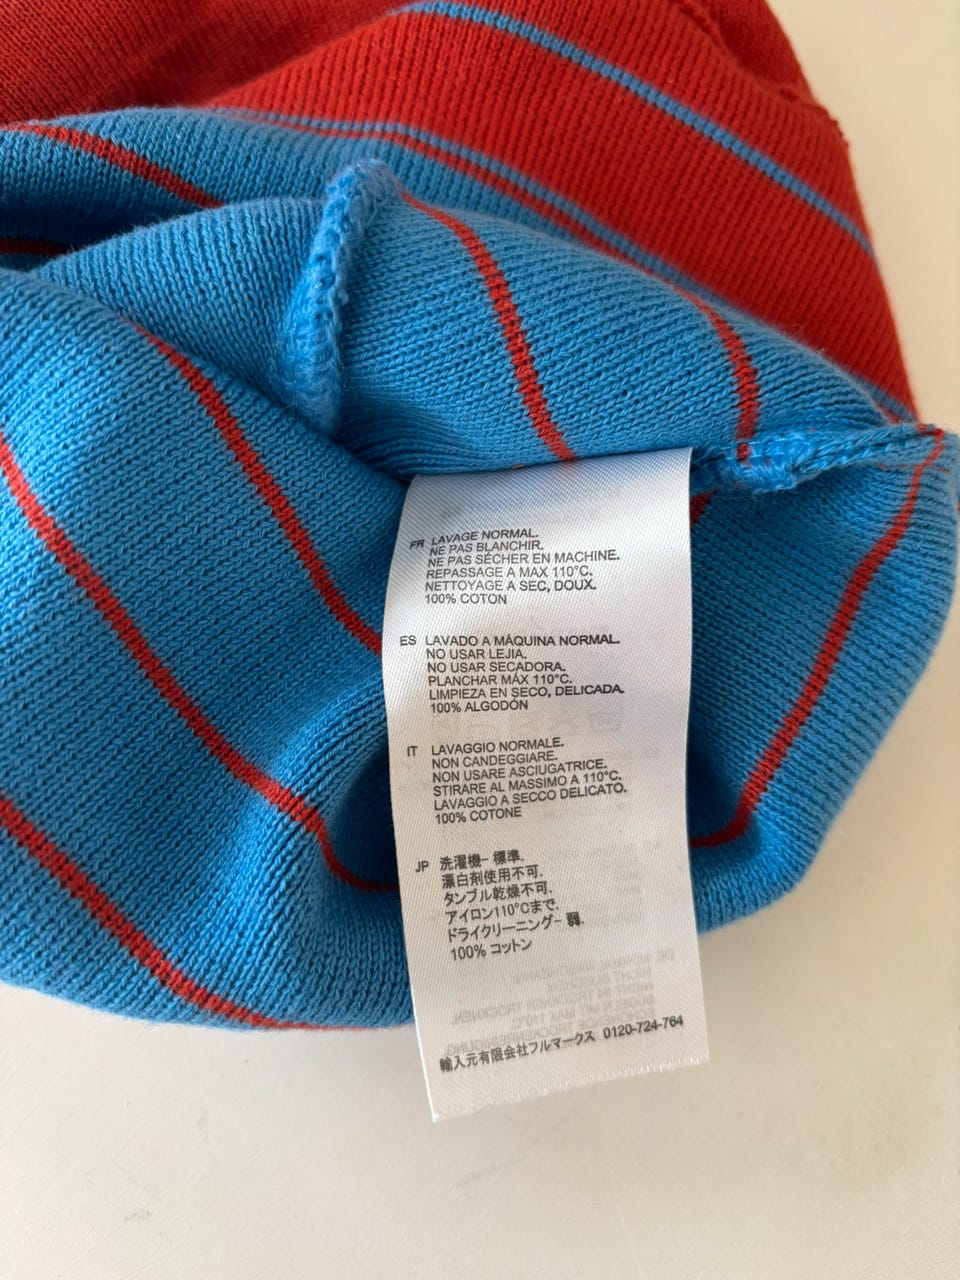 FR LAVAGE NORMAL.
NE PAS BLANCHIR.
NE PAS SÉCHER EN MACHINE.
REPASSAGE A MAX 110°C.
NETTOYAGE A SEC, DOUX.
100% COTON
ES LAVADO A MÁQUINA NORMAL.
NO USAR LEJIA.
NO USAR SECADORA.
PLANCHAR MÁX 110°C.
LIMPIEZA EN SECO, DELICADA.
100% ALGODÓN
IT LAVAGGIO NORMALE.
NON CANDEGGIARE.
NON USARE ASCIUGATRICE.
STIRARE AL MASSIMO A 110°C.
LAVAGGIO A SECCO DELICATO.
100% COTONE
JP 洗濯機- 標準.
漂白剤使用不可.
タンブル乾燥不可.
アイロン110°Cまで.
ドライクリーニング- 弱.
100% コットン
輸入元有限会社フルマークス 0120-724-764